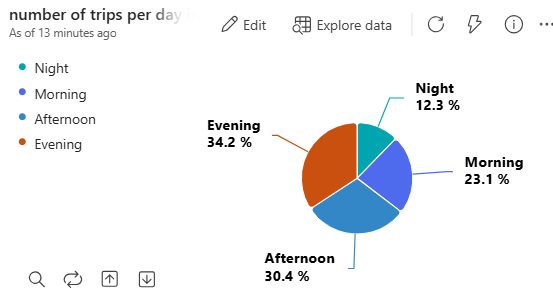 number of trips per day
Edit
Explore data
As of 13 minutes ago
Night
Morning
Afternoon
Evening
Night
12.3 %
Evening
34.2 %
Morning
23.1 %
Afternoon
30.4 %